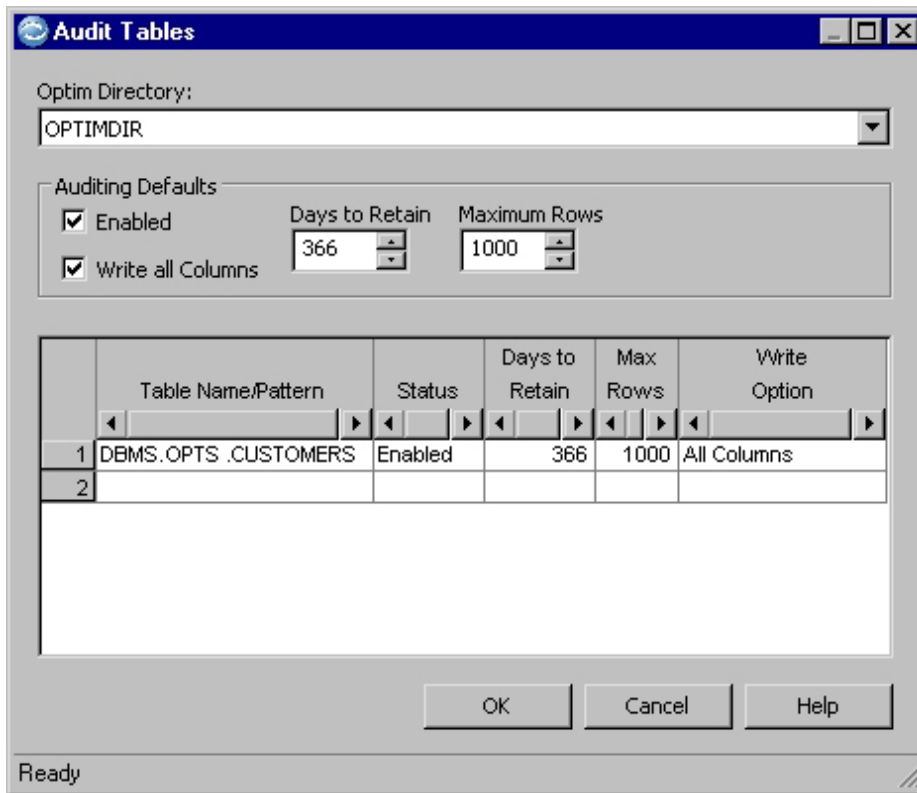 Audit Tables
Optim Directory:
OPTIMDIR
Auditing Defaults
Enabled
Days to Retain Maximum Rows
366 1000
Write all Columns
Days to Max Write
Table Name/Pattern Status Retain Rows Option
1 DBMS.OPTS .CUSTOMERS Enabled 366 1000 All Columns
2
OK Cancel Help
Ready